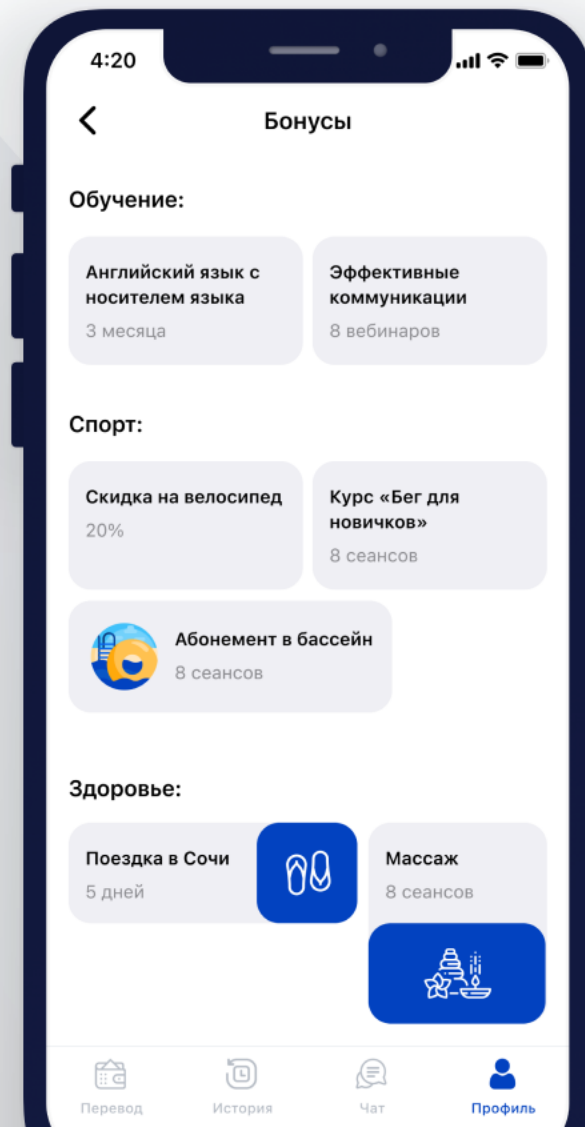 4:20
Бонусы
Обучение:
Английский язык с
носителем языка
3 месяца
Эффективные
коммуникации
8 вебинаров
Спорт:
Скидка на велосипед
20%
Курс «Бег для
новичков»
8 сеансов
Абонемент в бассейн
8 сеансов
Здоровье:
Поездка в Сочи
5 дней
Массаж
8 сеансов
Перевод
История
Чат
Профиль